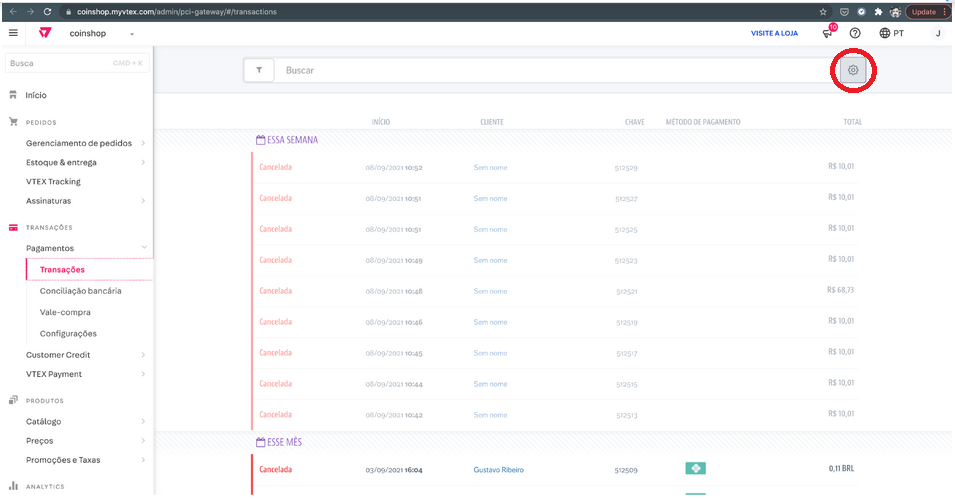 coinshop.myvtex.com/admin/pci-gateway/#/transactions
Update
coinshop
VISITE A LOJA
10
PT
J
Busca
CMD + K
Buscar
Início
PEDIDOS
Gerenciamento de pedidos
Estoque & entrega
VTEX Tracking
Assinaturas
TRANSAÇÕES
Pagamentos
Transações
Conciliação bancária
Vale-compra
Configurações
Customer Credit
VTEX Payment
PRODUTOS
Catálogo
Preços
Promoções e Taxas
ANALYTICS
INÍCIO CLIENTE CHAVE MÉTODO DE PAGAMENTO TOTAL
ESSA SEMANA
Cancelada 08/09/2021 10:52 Sem nome 512529 R$ 10,01
Cancelada 08/09/2021 10:51 Sem nome 512527 R$ 10,01
Cancelada 08/09/2021 10:51 Sem nome 512525 R$ 10,01
Cancelada 08/09/2021 10:49 Sem nome 512523 R$ 10,01
Cancelada 08/09/2021 10:48 Sem nome 512521 R$ 68,73
Cancelada 08/09/2021 10:46 Sem nome 512519 R$ 10,01
Cancelada 08/09/2021 10:45 Sem nome 512517 R$ 10,01
Cancelada 08/09/2021 10:44 Sem nome 512515 R$ 10,01
Cancelada 08/09/2021 10:42 Sem nome 512513 R$ 10,01
ESSE MÊS
Cancelada 03/09/2021 16:04 Gustavo Ribeiro 512509 0,11 BRL